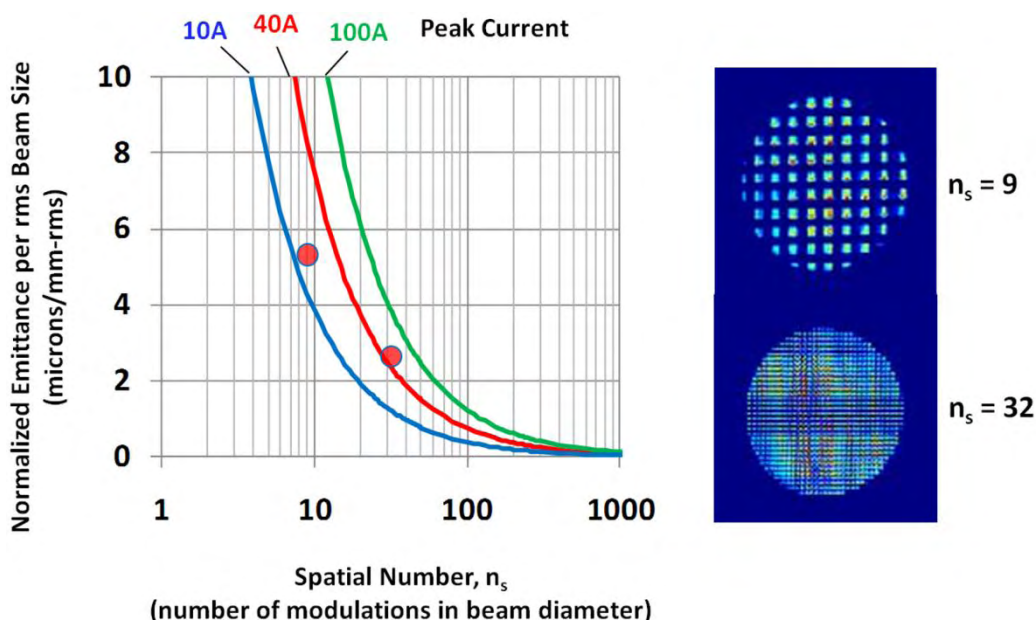 10A 40A 100A Peak Current
10
8
6
4
2
0
1 10 100 1000
Normalized Emittance per rms Beam Size
(microns/mm-rms)
Spatial Number, nₛ
(number of modulations in beam diameter)
nₛ = 9
nₛ = 32